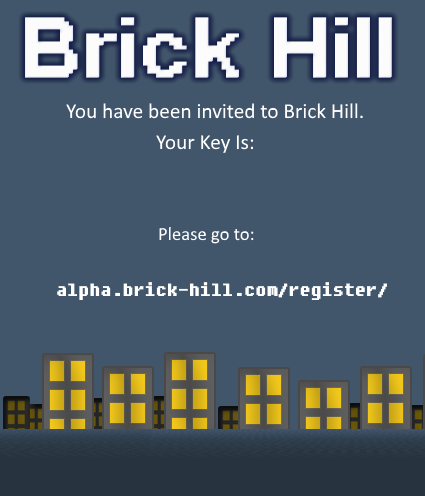 Brick Hill
You have been invited to Brick Hill.
Your Key Is:
Please go to:
alpha.brick-hill.com/register/